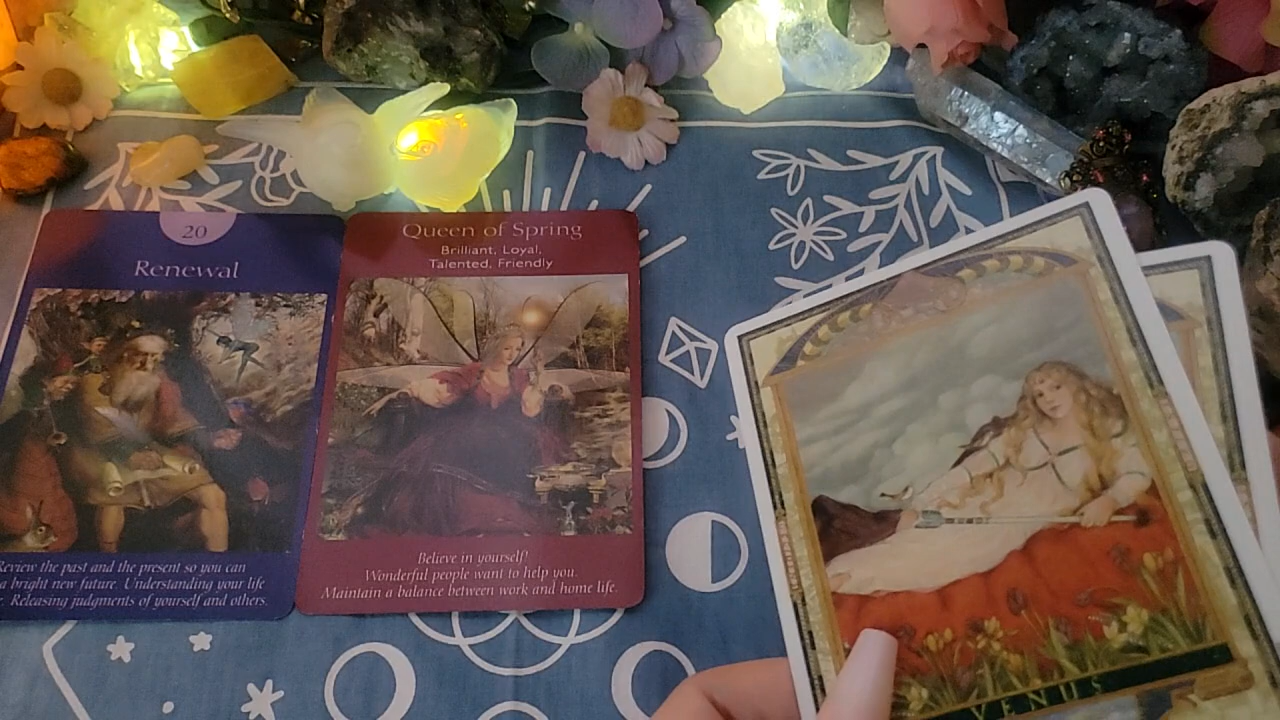 20
Renewal
Review the past and the present so you can
a bright new future. Understanding your life
Releasing judgments of yourself and others.
Queen of Spring
Brilliant, Loyal,
Talented, Friendly
Believe in yourself!
Wonderful people want to help you.
Maintain a balance between work and home life.
VENUS